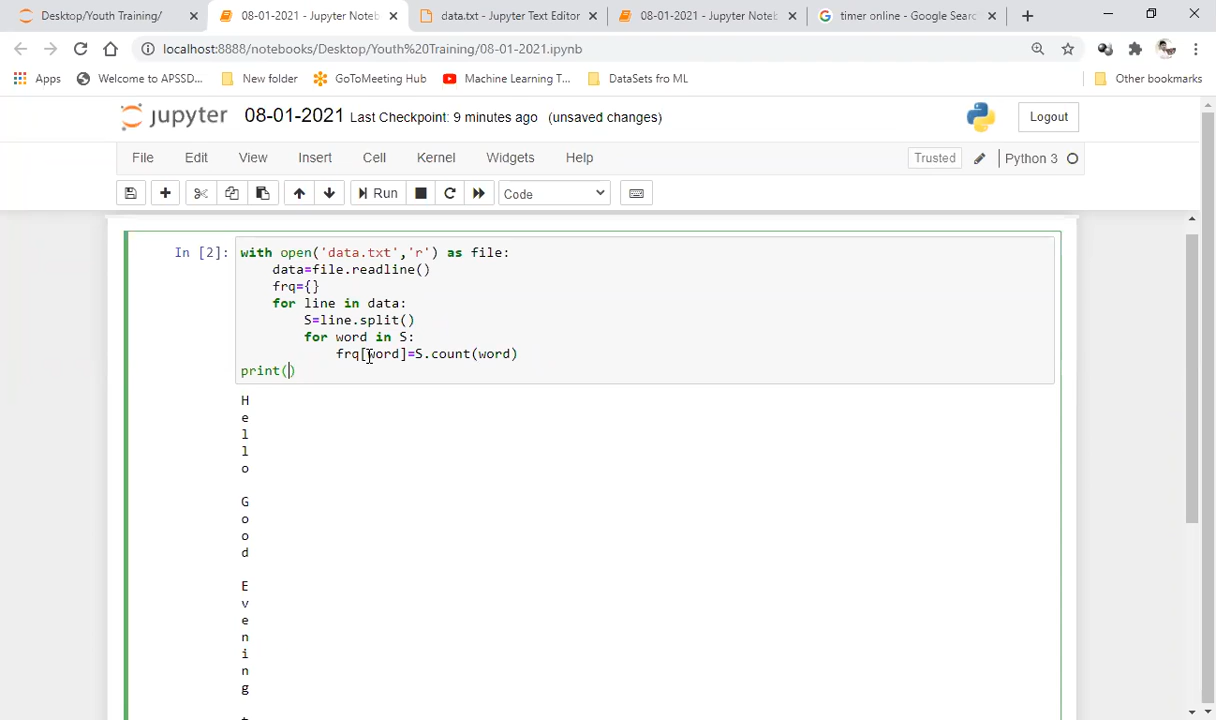 Desktop/Youth Training/
08-01-2021 - Jupyter Noteb
data.txt - Jupyter Text Editor
08-01-2021 - Jupyter Noteb
timer online - Google Searc
localhost:8888/notebooks/Desktop/Youth%20Training/08-01-2021.ipynb
Apps
Welcome to APSSD...
New folder
GoToMeeting Hub
Machine Learning T...
DataSets fro ML
Other bookmarks
jupyter 08-01-2021 Last Checkpoint: 9 minutes ago (unsaved changes)
Logout
File Edit View Insert Cell Kernel Widgets Help
Trusted
Python 3
Run
Code
In [2]: with open('data.txt','r') as file:
data=file.readline()
frq={}
for line in data:
S=line.split()
for word in S:
frq[word]=S.count(word)
print()
H
e
l
l
o
G
o
o
d
E
v
e
n
i
n
g